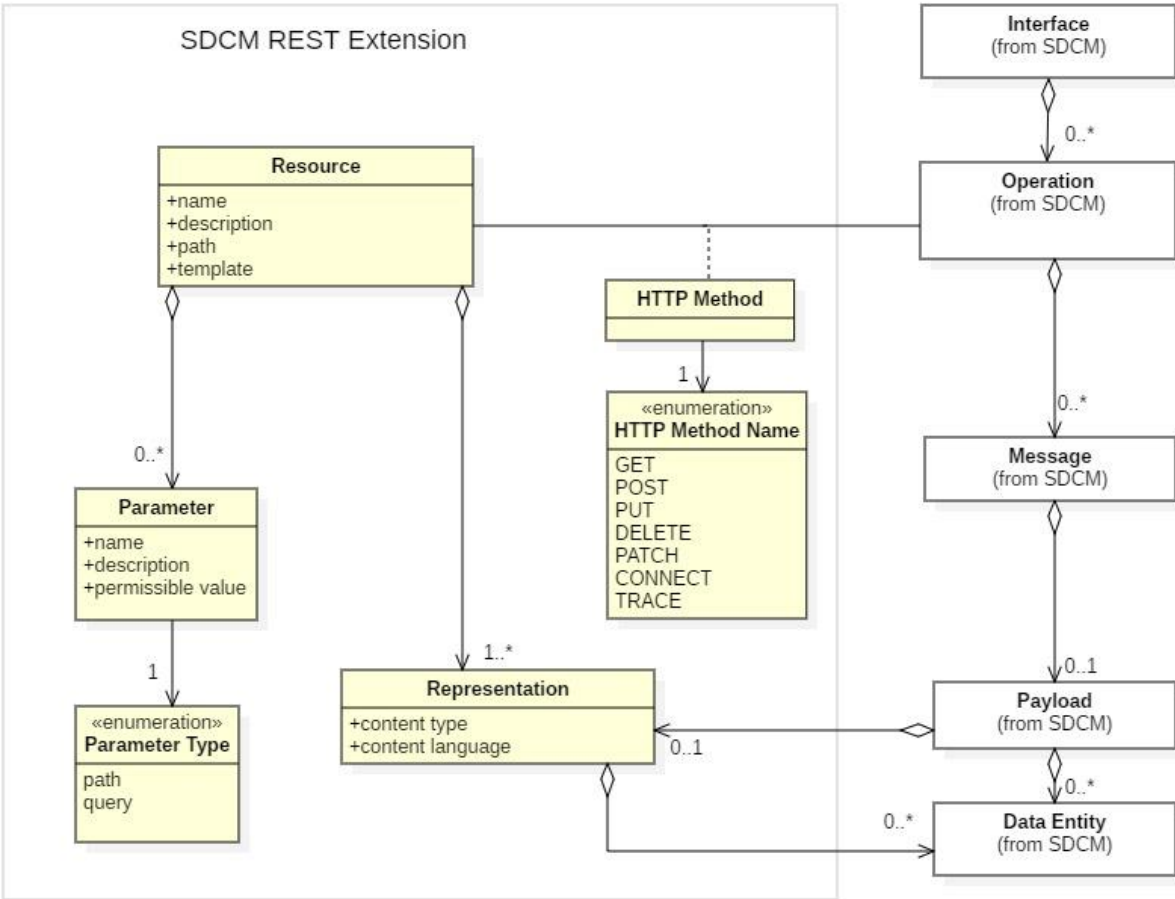 SDCM REST Extension
Interface
(from SDCM)
0..*
Operation
(from SDCM)
Resource
+name
+description
+path
+template
HTTP Method
1
«enumeration»
HTTP Method Name
GET
POST
PUT
DELETE
PATCH
CONNECT
TRACE
0..*
Message
(from SDCM)
0..*
Parameter
+name
+description
+permissible value
1
«enumeration»
Parameter Type
path
query
1..*
Representation
+content type
+content language
0..1
0..1
Payload
(from SDCM)
0..*
0..*
Data Entity
(from SDCM)